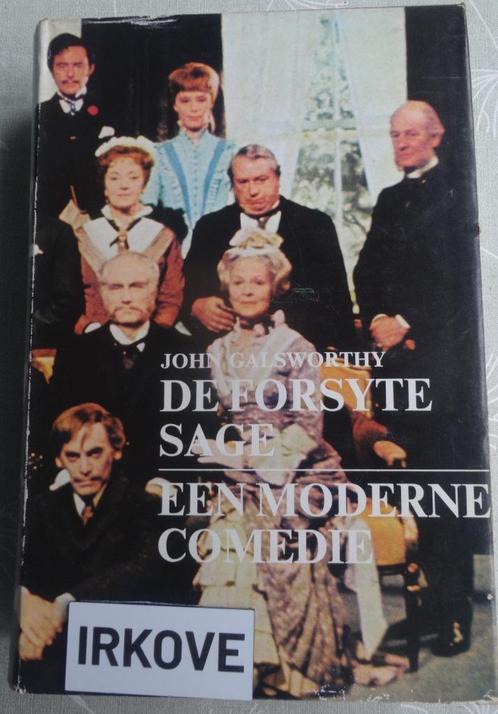 JOHN GALSWORTHY
DE FORSYTE
SAGE
EEN MODERNE
COMEDIE
IRKOVE